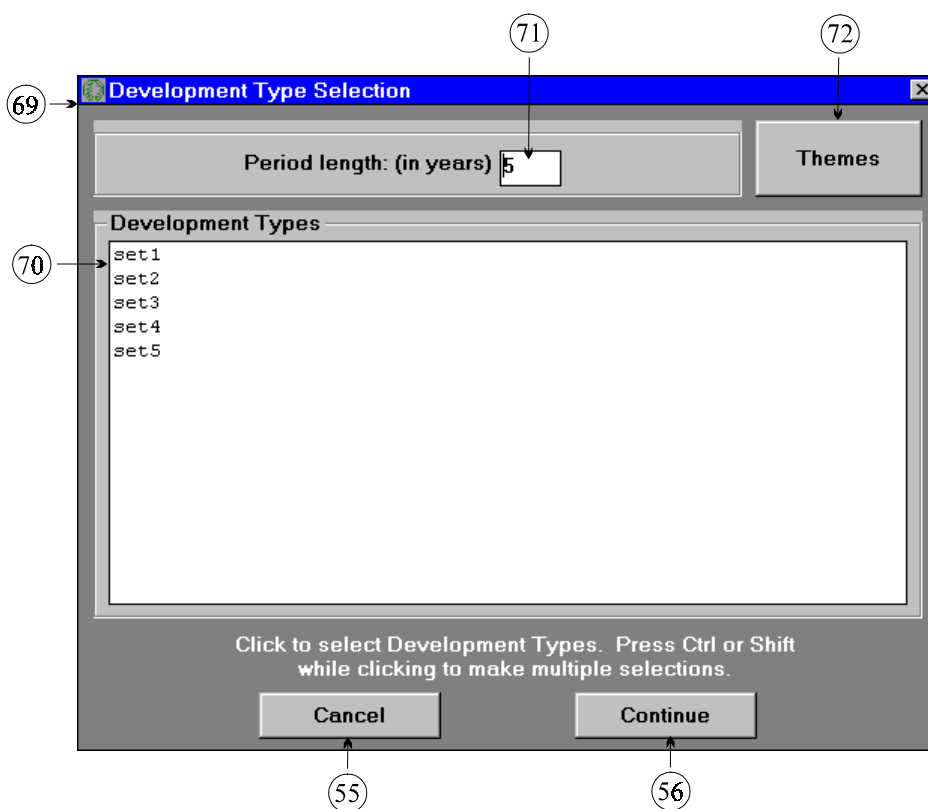 71
72
69
Development Type Selection
Period length: (in years) 5
Themes
Development Types
70
set1
set2
set3
set4
set5
Click to select Development Types. Press Ctrl or Shift
while clicking to make multiple selections.
Cancel
Continue
55
56